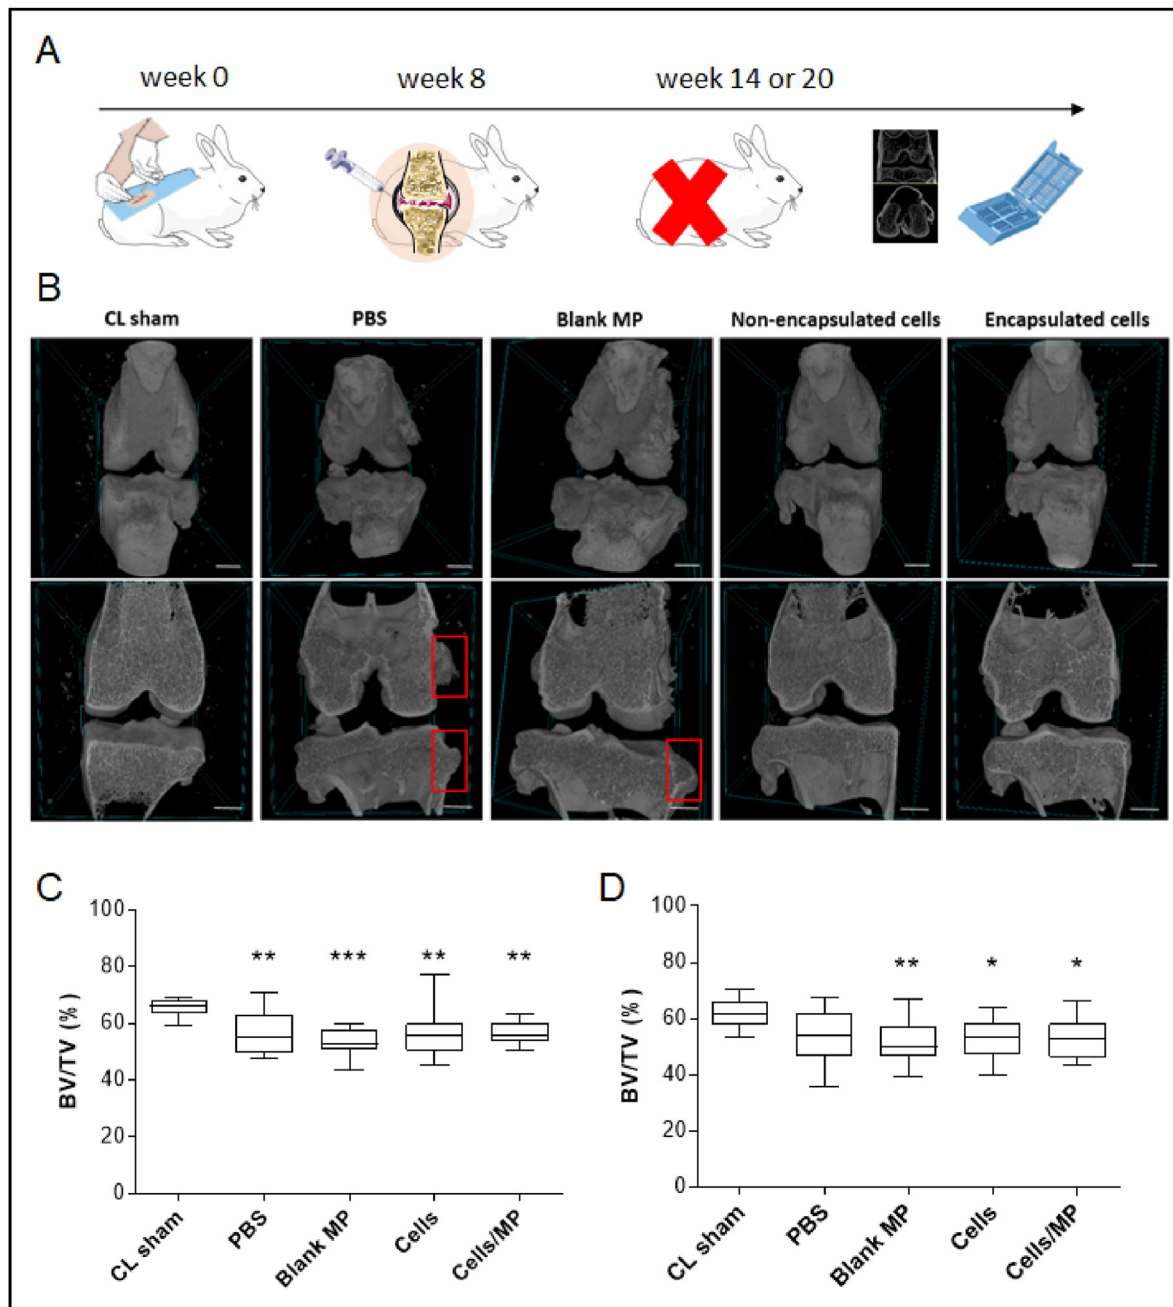 A
week 0 week 8 week 14 or 20
B
CL sham PBS Blank MP Non-encapsulated cells Encapsulated cells
C
100
80
60
40
20
0
BV/TV (%)
** *** ** **
CL sham PBS Blank MP Cells Cells/MP
D
100
80
60
40
20
0
BV/TV (%)
** * *
CL sham PBS Blank MP Cells Cells/MP